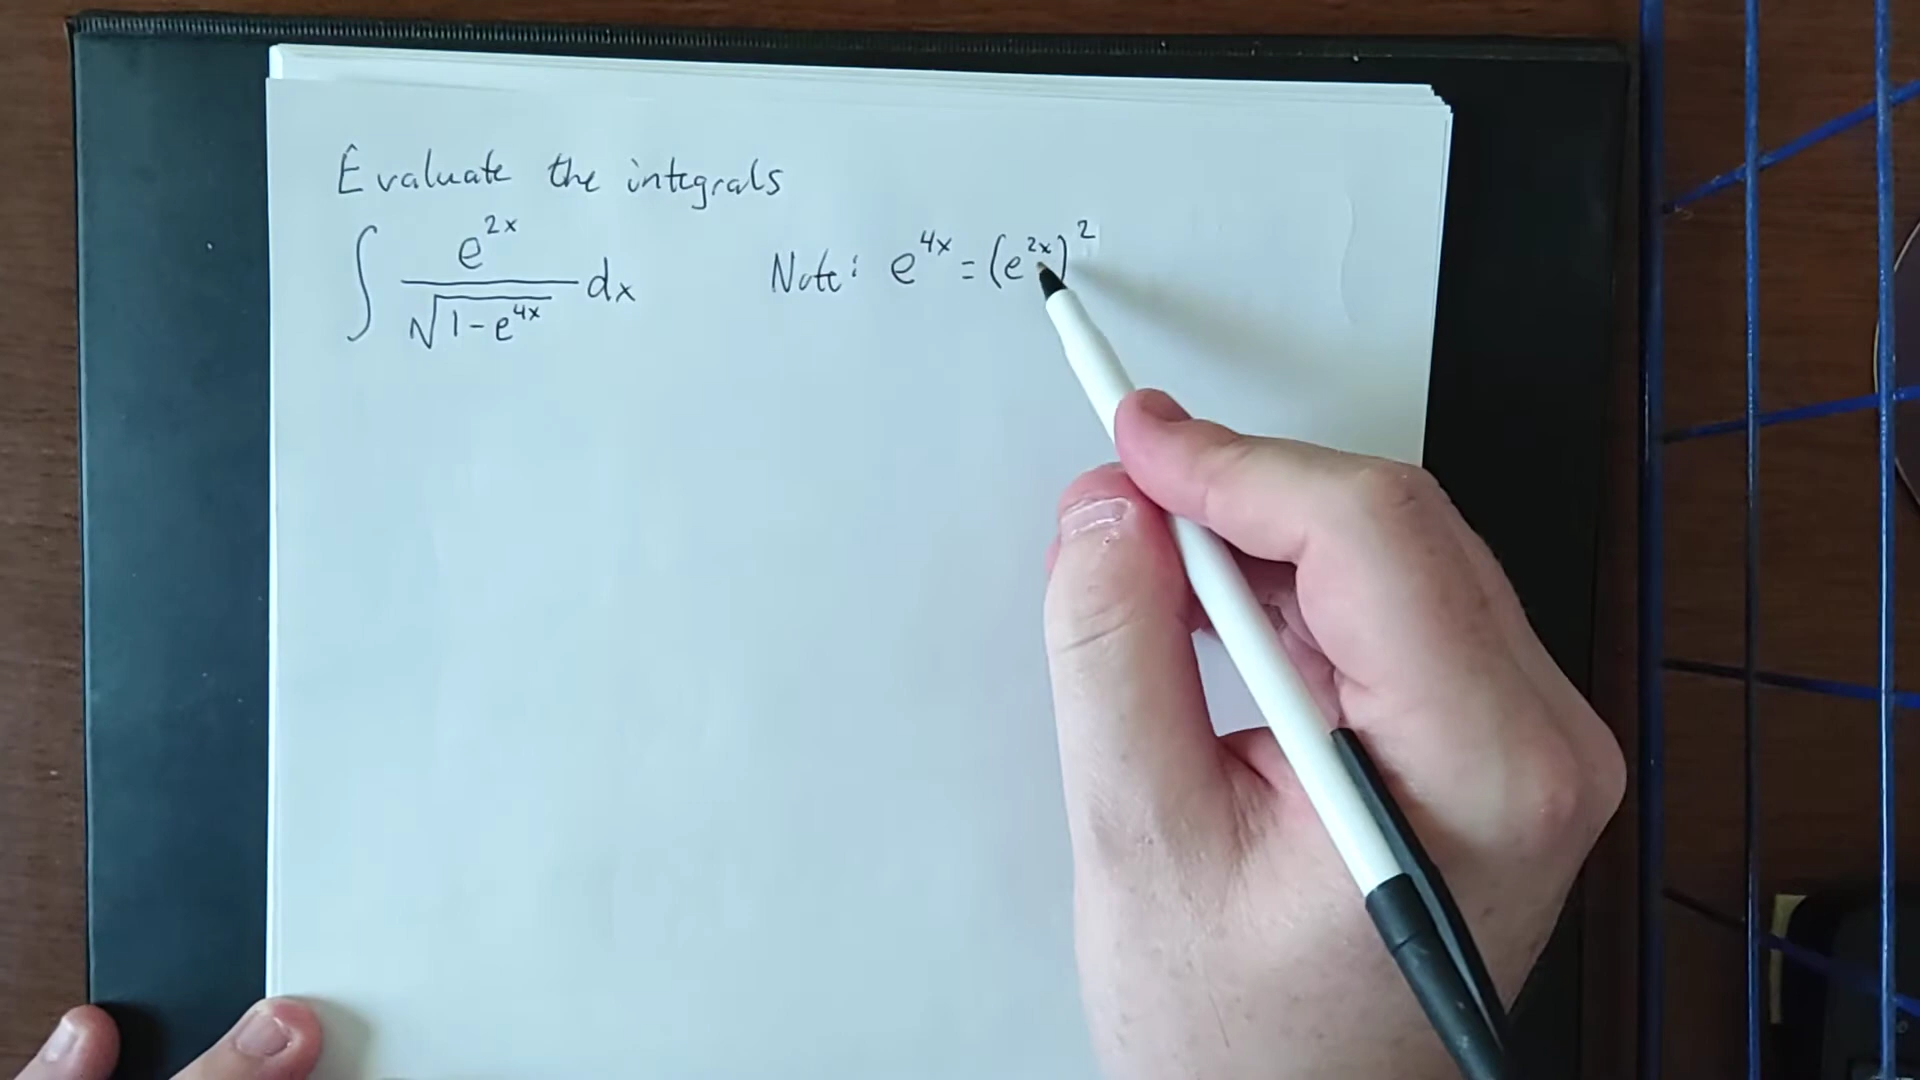 Evaluate the integrals
∫ e^{2x} / √(1-e^{4x}) dx
Note: e^{4x} = (e^{2x})^2